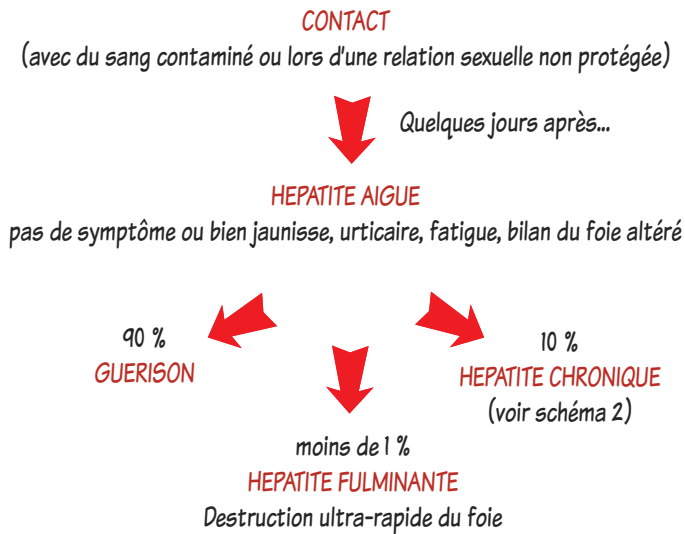 CONTACT
(avec du sang contaminé ou lors d'une relation sexuelle non protégée)
Quelques jours après...
HEPATITE AIGUE
pas de symptôme ou bien jaunisse, urticaire, fatigue, bilan du foie altéré
90 %
GUERISON
10 %
HEPATITE CHRONIQUE
(voir schéma 2)
moins de 1 %
HEPATITE FULMINANTE
Destruction ultra-rapide du foie